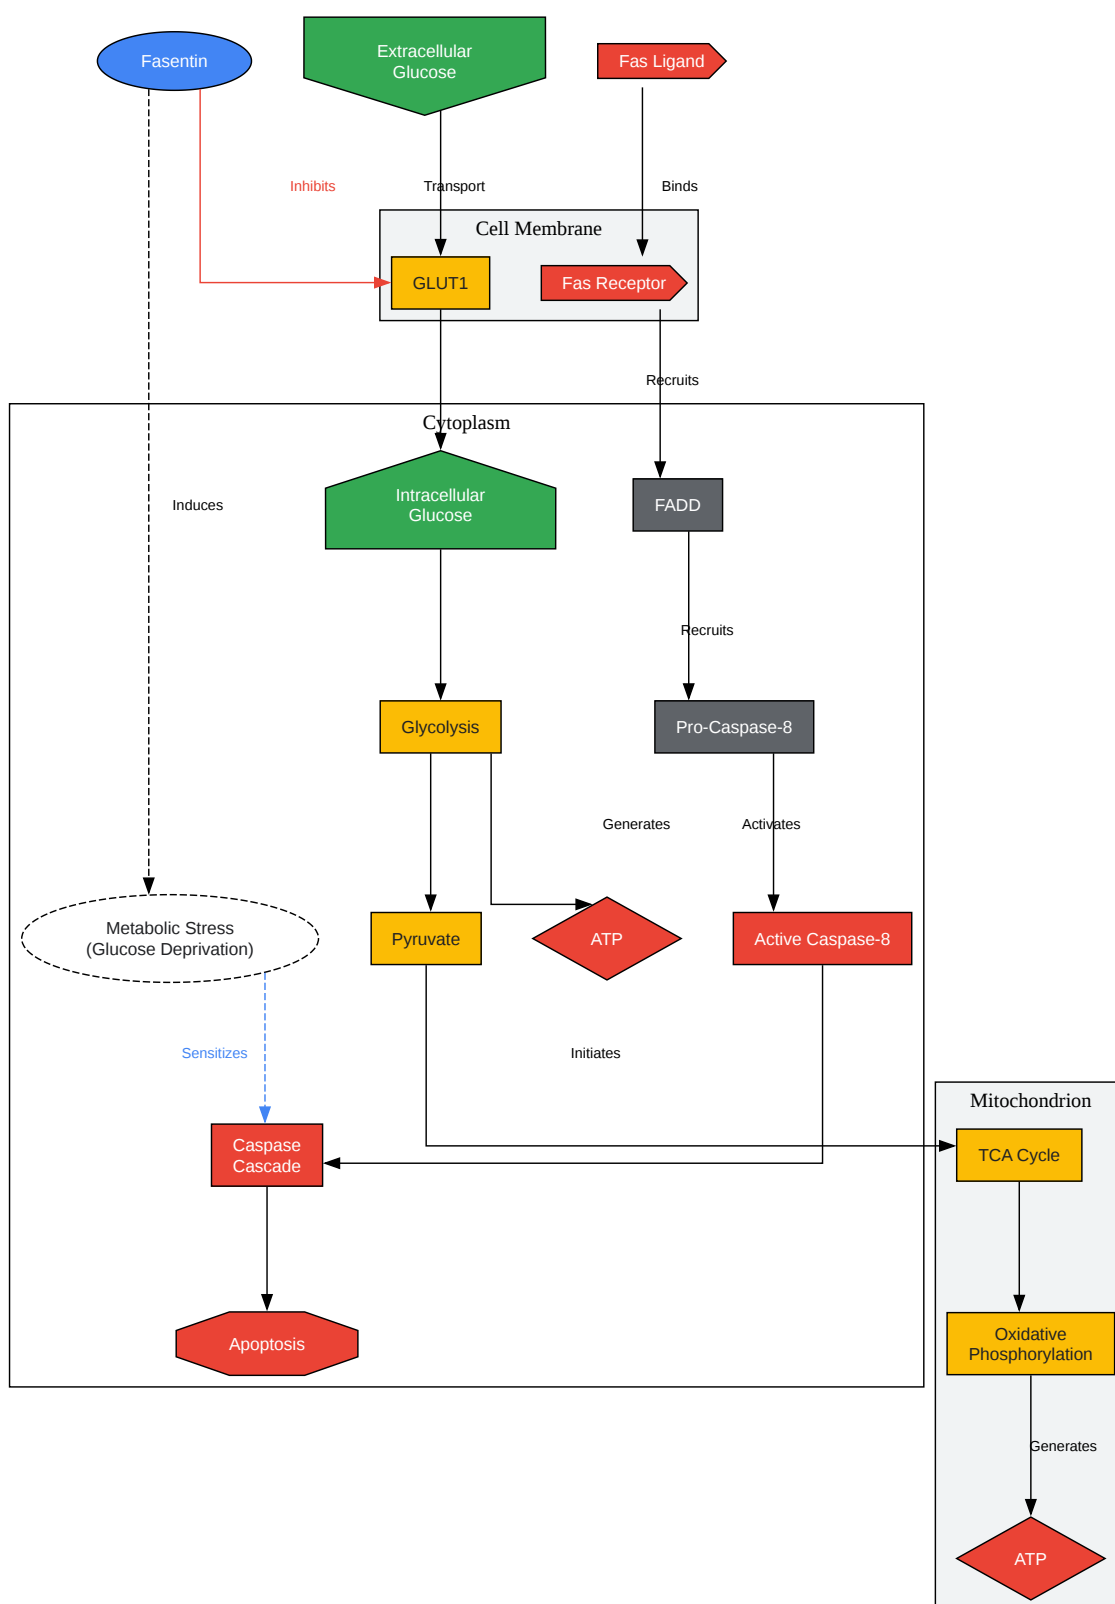 Fasentin
Extracellular
Glucose
Fas Ligand
Inhibits
Transport
Binds
Cell Membrane
GLUT1
Fas Receptor
Recruits
Cytoplasm
Induces
Intracellular
Glucose
FADD
Recruits
Glycolysis
Pro-Caspase-8
Generates
Activates
Metabolic Stress
(Glucose Deprivation)
Pyruvate
ATP
Active Caspase-8
Sensitizes
Initiates
Mitochondrion
Caspase
Cascade
TCA Cycle
Apoptosis
Oxidative
Phosphorylation
Generates
ATP